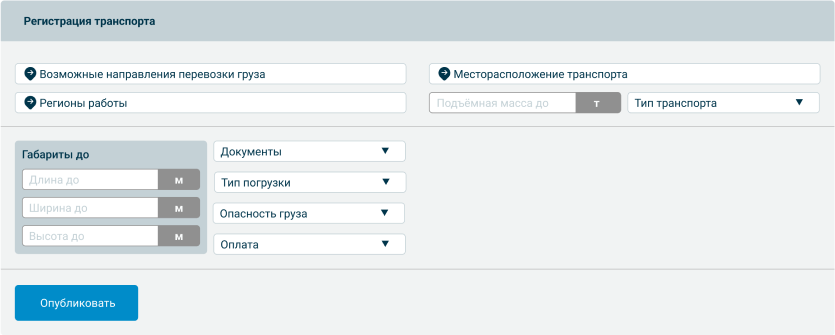 Регистрация транспорта
Возможные направления перевозки груза
Месторасположение транспорта
Регионы работы
Подъёмная масса до т
Тип транспорта
Габариты до
Длина до м
Ширина до м
Высота до м
Документы
Тип погрузки
Опасность груза
Оплата
Опубликовать